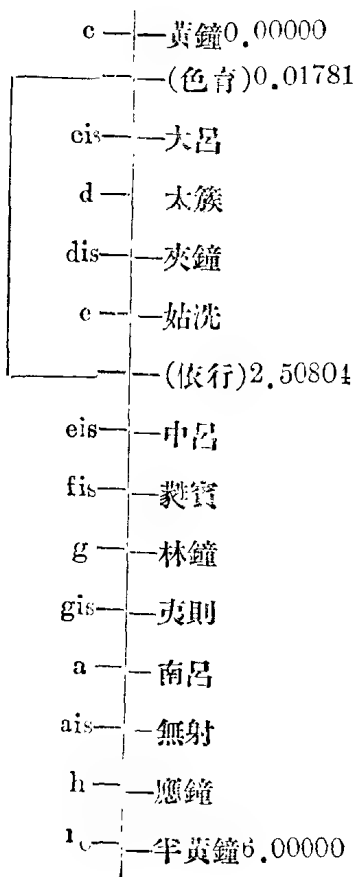 c 黃鐘0.00000
(色育)0.01781
cis 大呂
d 太簇
dis 夾鐘
e 姑洗
(依行)2.50804
eis 中呂
fis 蕤賓
g 林鐘
gis 夷則
a 南呂
ais 無射
h 應鐘
半黃鐘6.00000